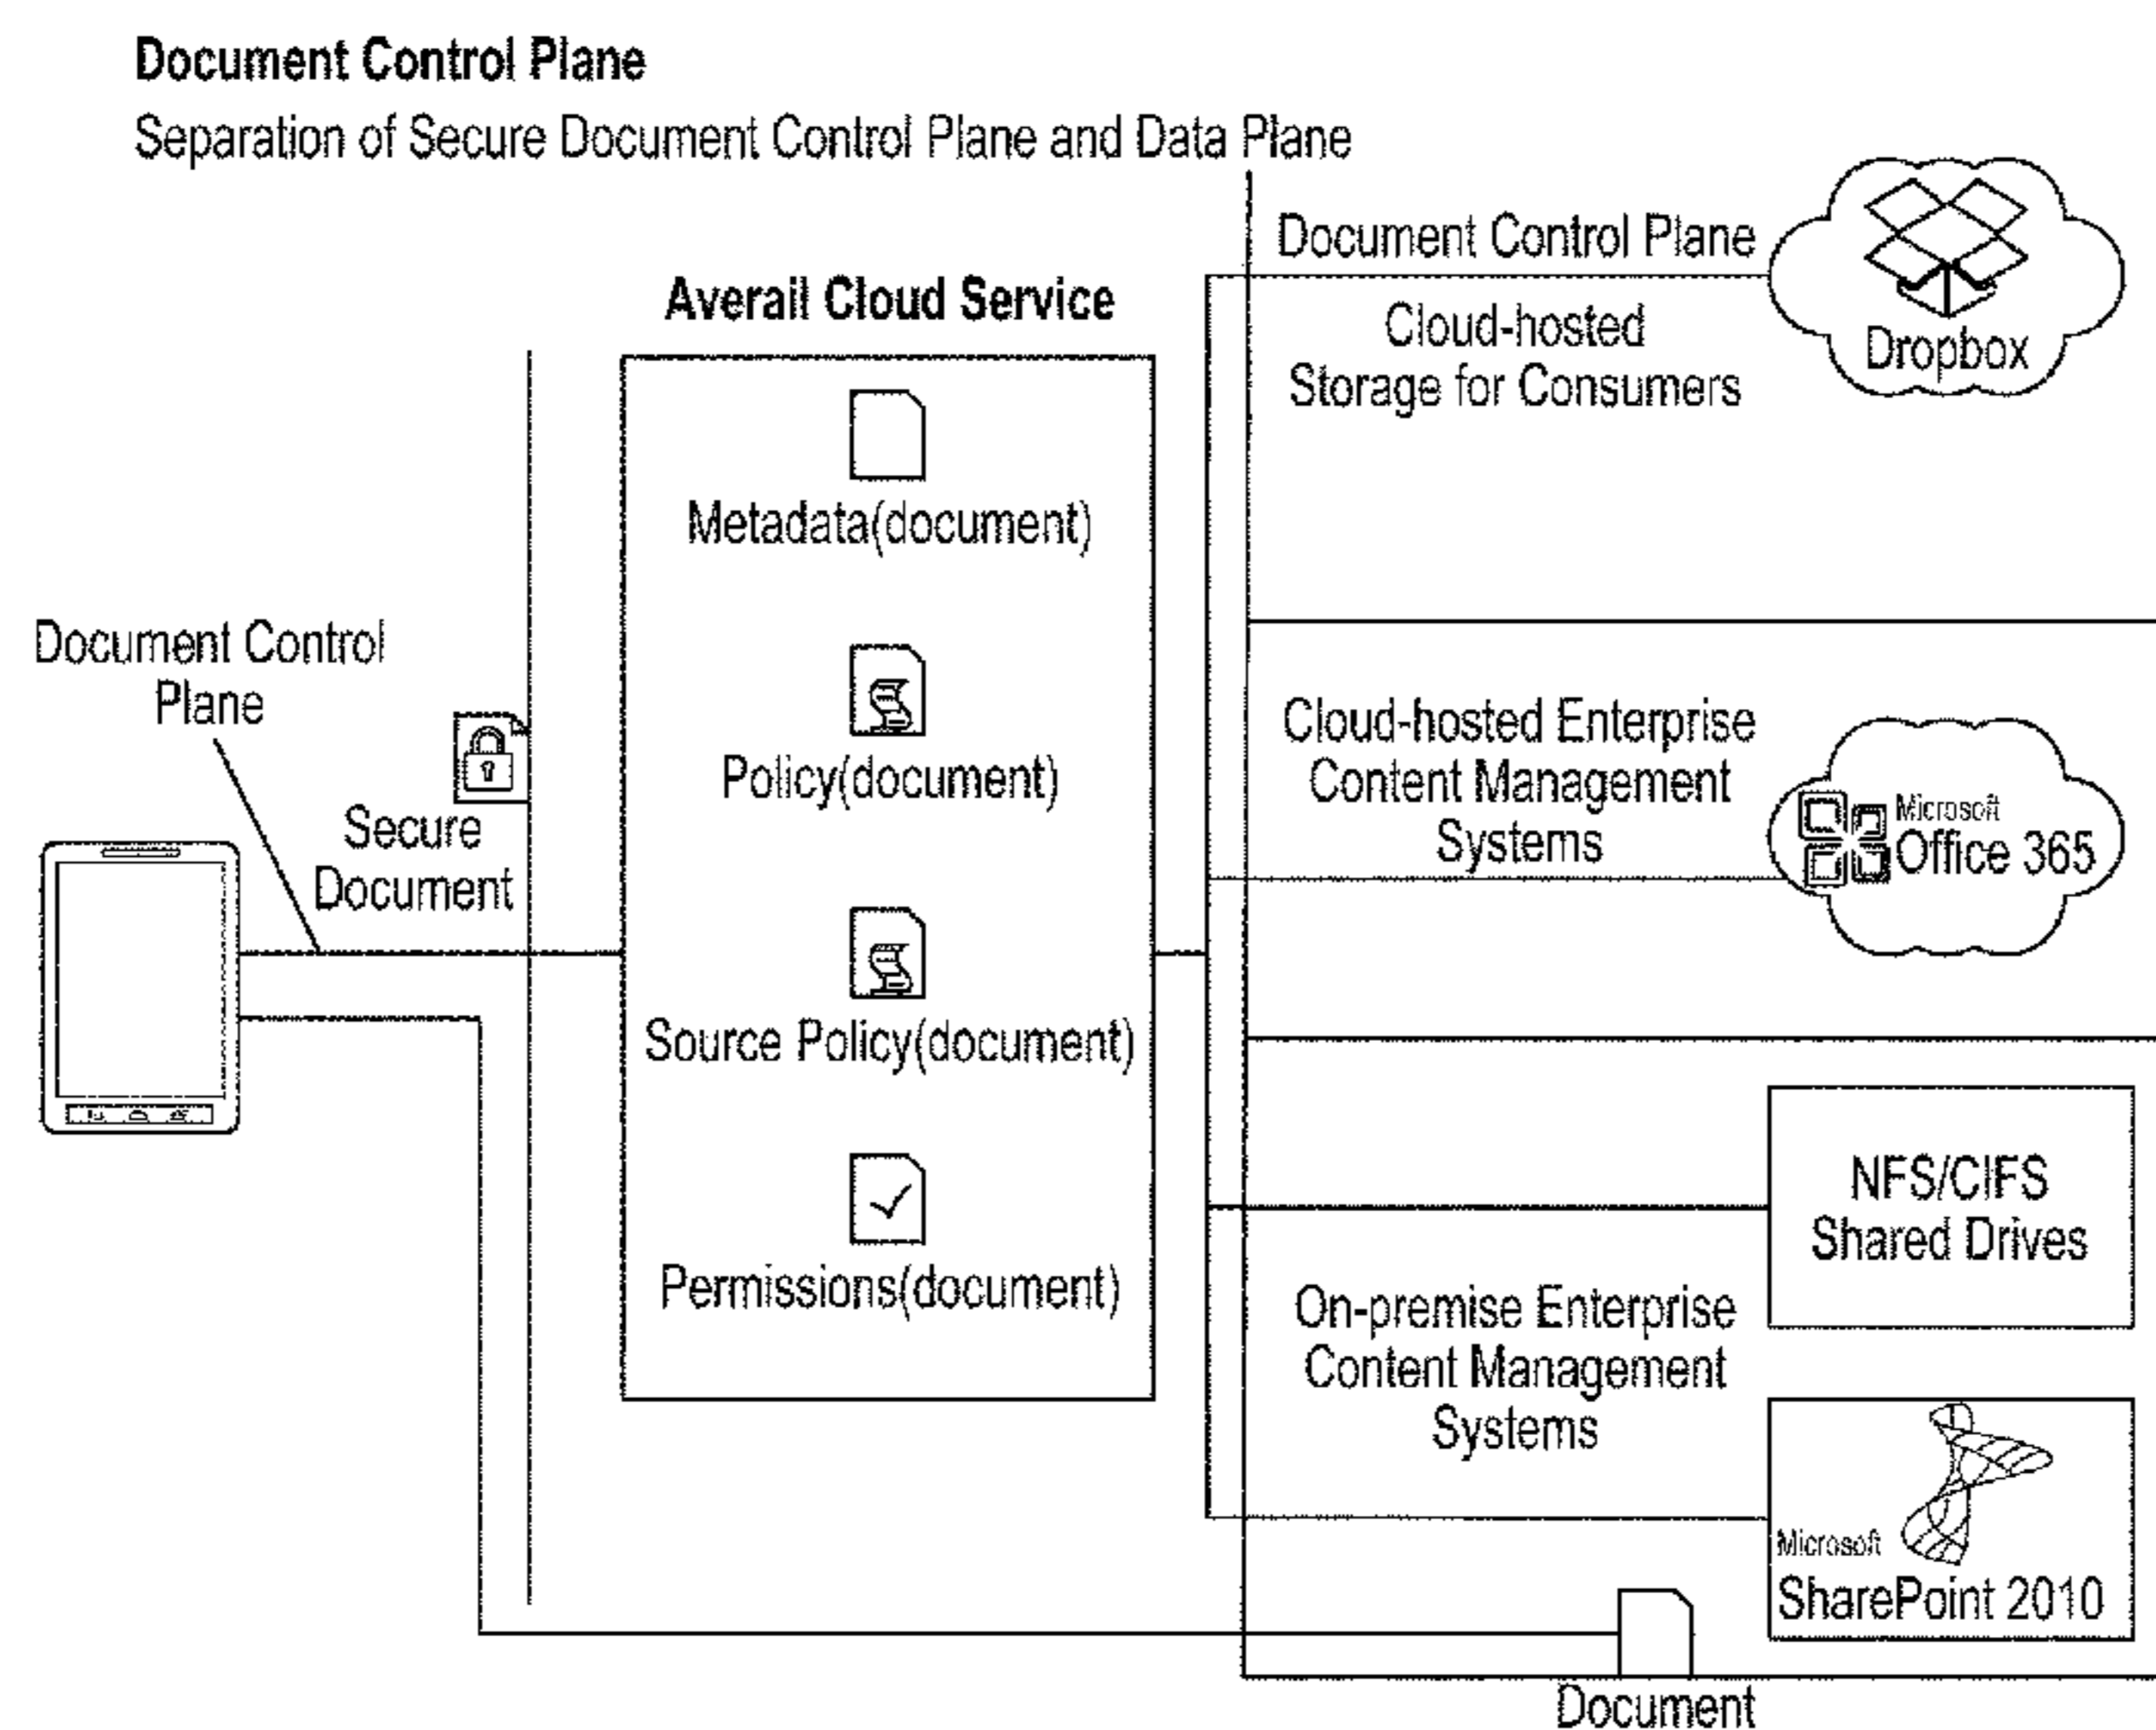 Document Control Plane
Separation of Secure Document Control Plane and Data Plane
Document Control
Plane
Secure
Document
Averail Cloud Service
Metadata(document)
Policy(document)
Source Policy(document)
Permissions(document)
Document Control Plane
Cloud-hosted
Storage for Consumers
Dropbox
Cloud-hosted Enterprise
Content Management
Systems
Microsoft
Office 365
NFS/CIFS
Shared Drives
On-premise Enterprise
Content Management
Systems
Microsoft
SharePoint 2010
Document